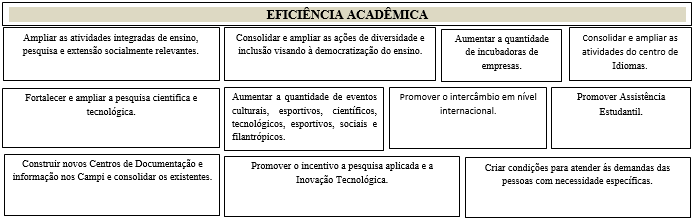 EFICIÊNCIA ACADÊMICA
Ampliar as atividades integradas de ensino,
pesquisa e extensão socialmente relevantes.
Consolidar e ampliar as ações de diversidade e
inclusão visando à democratização do ensino.
Aumentar a quantidade
de incubadoras de
empresas.
Consolidar e ampliar as
atividades do centro de
Idiomas.
Fortalecer e ampliar a pesquisa cientifica e
tecnológica.
Aumentar a quantidade de eventos
culturais, esportivos, científicos,
tecnológicos, esportivos, sociais e
filantrópicos.
Promover o intercâmbio em nível
internacional.
Promover Assistência
Estudantil.
Construir novos Centros de Documentação e
informação nos Campi e consolidar os existentes.
Promover o incentivo a pesquisa aplicada e a
Inovação Tecnológica.
Criar condições para atender ás demandas das
pessoas com necessidade específicas.